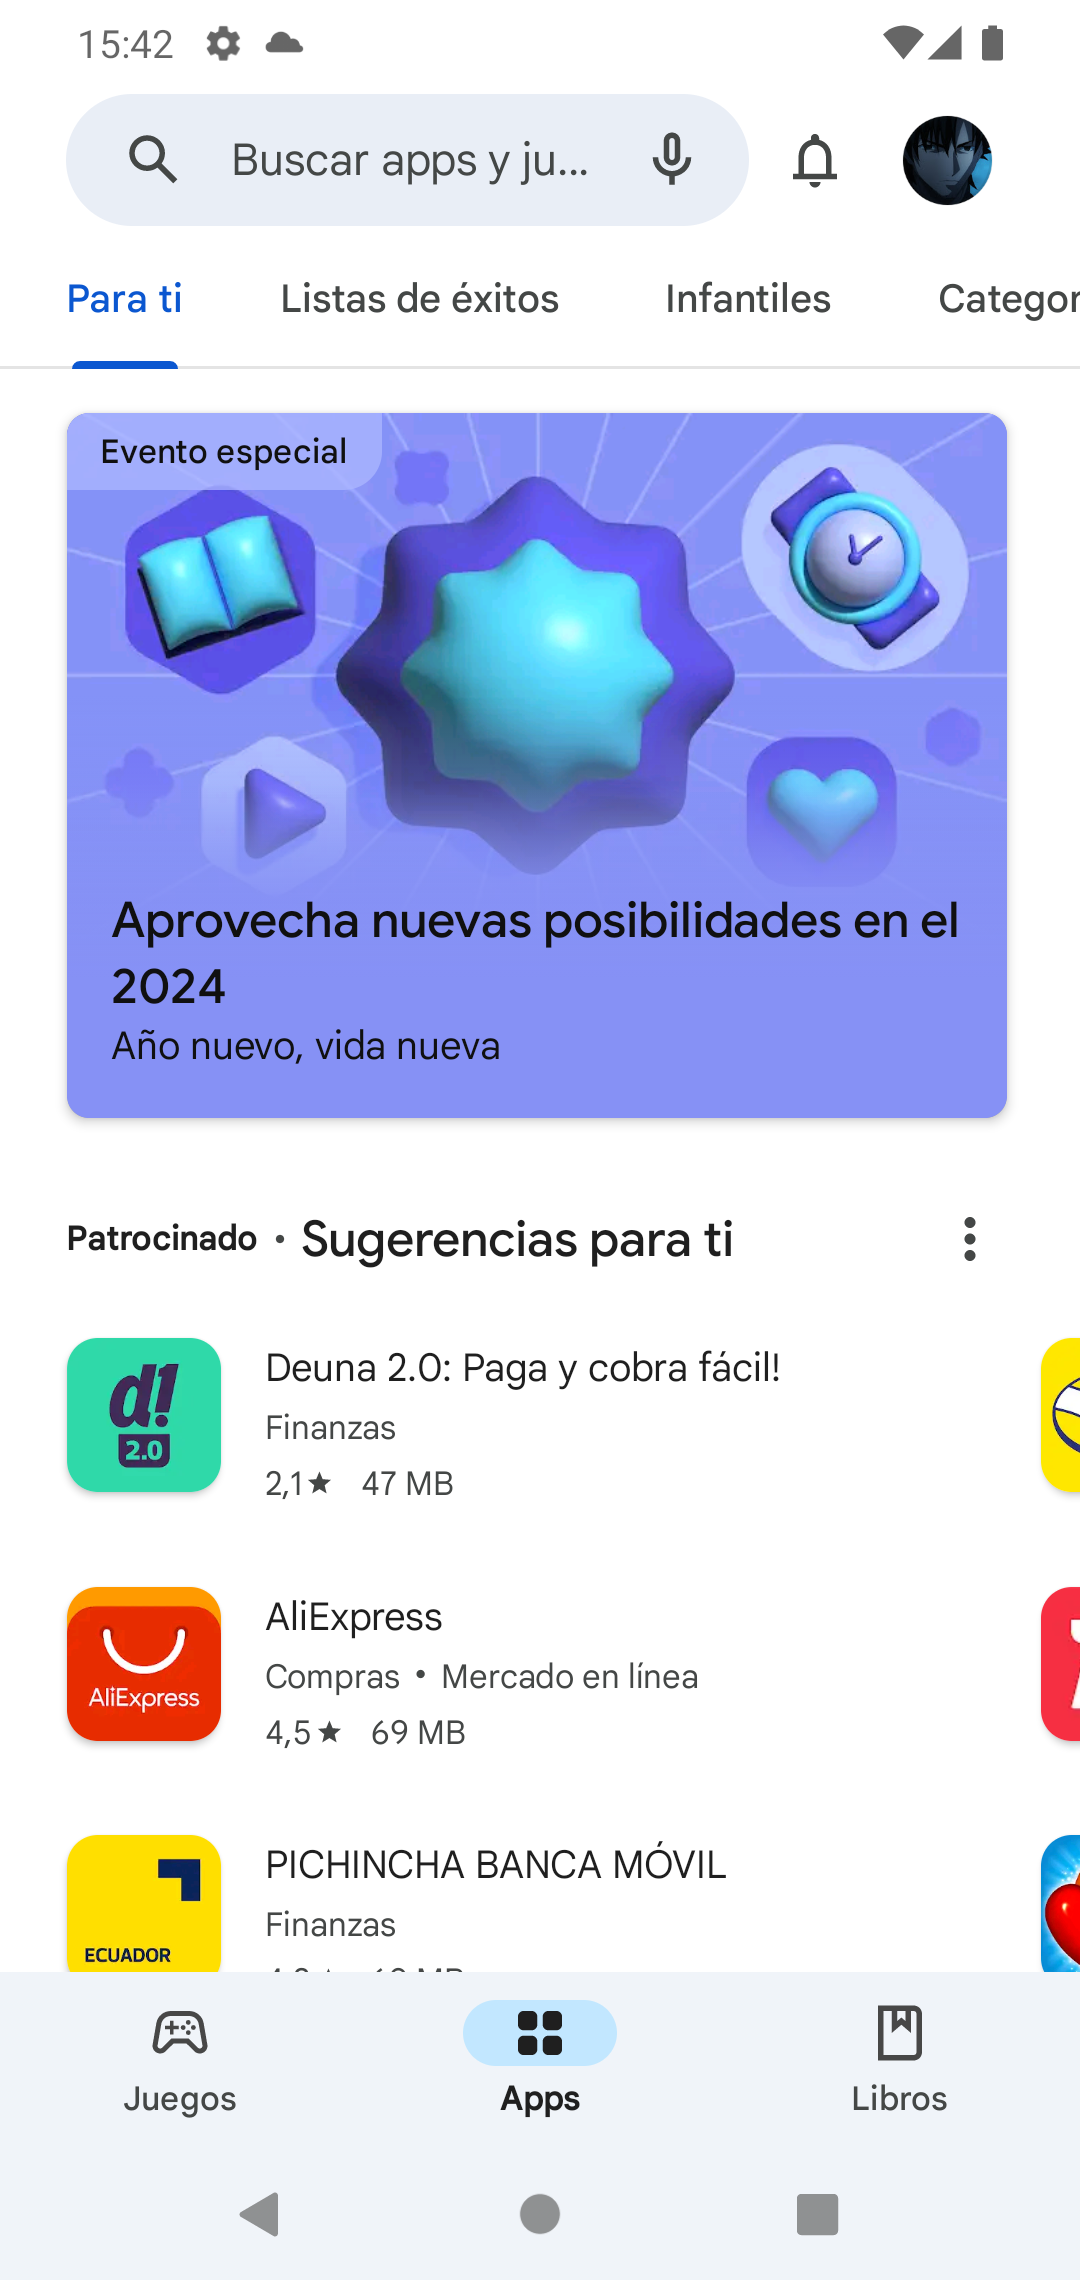 15:42
Buscar apps y ju...
Para ti
Listas de éxitos
Infantiles
Categor
Evento especial
Aprovecha nuevas posibilidades en el
2024
Año nuevo, vida nueva
Patrocinado • Sugerencias para ti
d!
2.0
Deuna 2.0: Paga y cobra fácil!
Finanzas
2,1★ 47 MB
AliExpress
AliExpress
Compras • Mercado en línea
4,5★ 69 MB
ECUADOR
PICHINCHA BANCA MÓVIL
Finanzas
Juegos
Apps
Libros